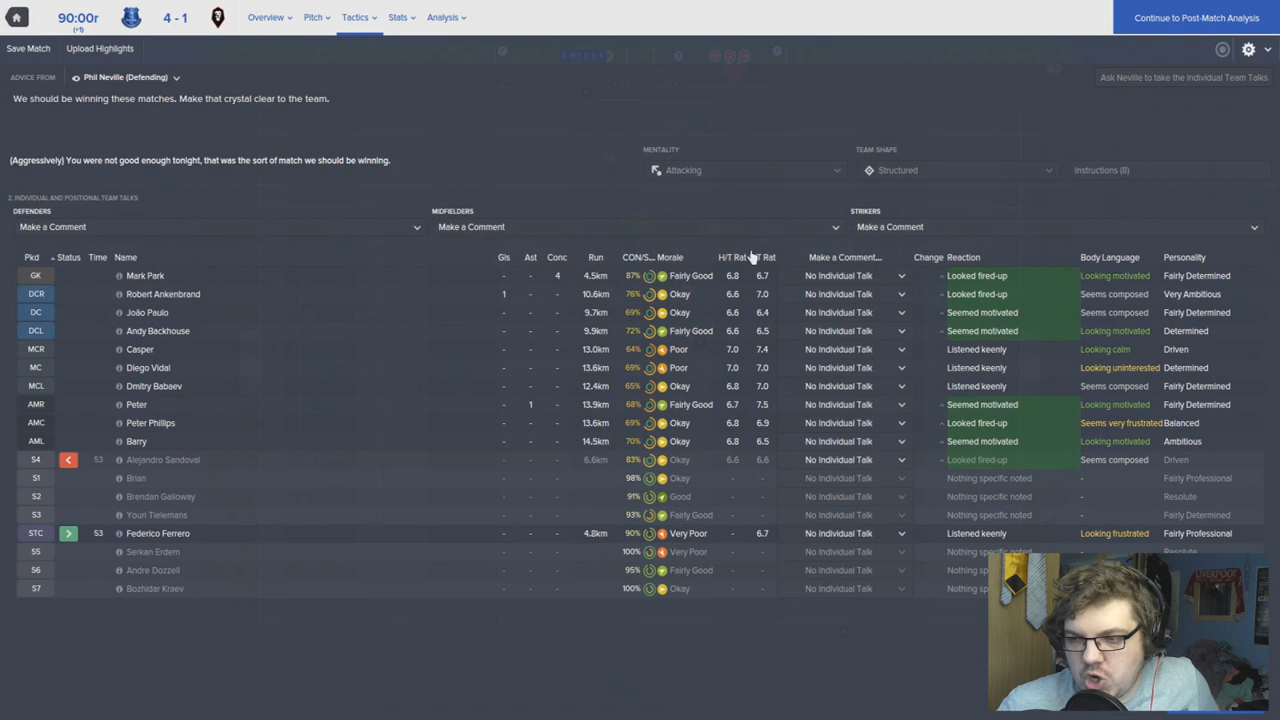 90:00r 4 - 1 Overview Pitch Tactics Stats Analysis Continue to Post-Match Analysis
(+1)
Save Match Upload Highlights
ADVICE FROM Phil Neville (Defending) Ask Neville to take the Individual Team Talks
We should be winning these matches. Make that crystal clear to the team.
MENTALITY TEAM SHAPE
(Aggressively) You were not good enough tonight, that was the sort of match we should be winning.
Attacking Structured Instructions (8)
2. INDIVIDUAL AND POSITIONAL TEAM TALKS
DEFENDERS MIDFIELDERS STRIKERS
Make a Comment Make a Comment Make a Comment
Pkd Status Time Name Gls Ast Conc Run CON/S... Morale H/T Rat T Rat Make a Comment... Change Reaction Body Language Personality
GK Mark Park - - 4 4.5km 87% Fairly Good 6.8 6.7 No Individual Talk Looked fired-up Looking motivated Fairly Determined
DCR Robert Ankenbrand 1 - - 10.6km 76% Okay 6.6 7.0 No Individual Talk Looked fired-up Seems composed Very Ambitious
DC João Paulo - - - 9.7km 69% Okay 6.6 6.4 No Individual Talk Seemed motivated Seems composed Fairly Determined
DCL Andy Backhouse - - - 9.9km 72% Fairly Good 6.6 6.5 No Individual Talk Seemed motivated Looking motivated Determined
MCR Casper - - - 13.0km 64% Poor 7.0 7.4 No Individual Talk Listened keenly Looking calm Driven
MC Diego Vidal - - - 13.6km 69% Poor 7.0 7.0 No Individual Talk Listened keenly Looking uninterested Determined
MCL Dmitry Babaev - - - 12.4km 65% Okay 6.8 7.0 No Individual Talk Listened keenly Seems composed Fairly Determined
AMR Peter - 1 - 13.9km 68% Fairly Good 6.7 7.5 No Individual Talk Seemed motivated Looking motivated Fairly Determined
AMC Peter Phillips - - - 13.6km 69% Okay 6.8 6.9 No Individual Talk Looked fired-up Seems very frustrated Balanced
AML Barry - - - 14.5km 70% Okay 6.8 6.5 No Individual Talk Seemed motivated Looking motivated Ambitious
S4 53 Alejandro Sandoval - - - 6.6km 83% Okay 6.6 6.6 No Individual Talk Looked fired-up Seems composed Driven
S1 Brian 98% Okay - - No Individual Talk Nothing specific noted - Fairly Professional
S2 Brendan Galloway 91% Good - - No Individual Talk Nothing specific noted - Resolute
S3 Youri Tielemans 93% Fairly Good - - No Individual Talk Nothing specific noted - Fairly Determined
STC 53 Federico Ferrero - - - 4.8km 90% Very Poor - 6.7 No Individual Talk Listened keenly Looking frustrated Fairly Professional
S5 Serkan Erdem 100% Very Poor - - No Individual Talk Nothing specific noted - Resolute
S6 Andre Dozzell 95% Fairly Good - - No Individual Talk Nothing
S7 Bozhidar Kraev 100% Okay - - No Individual Talk Nothing
LIVERPOOL